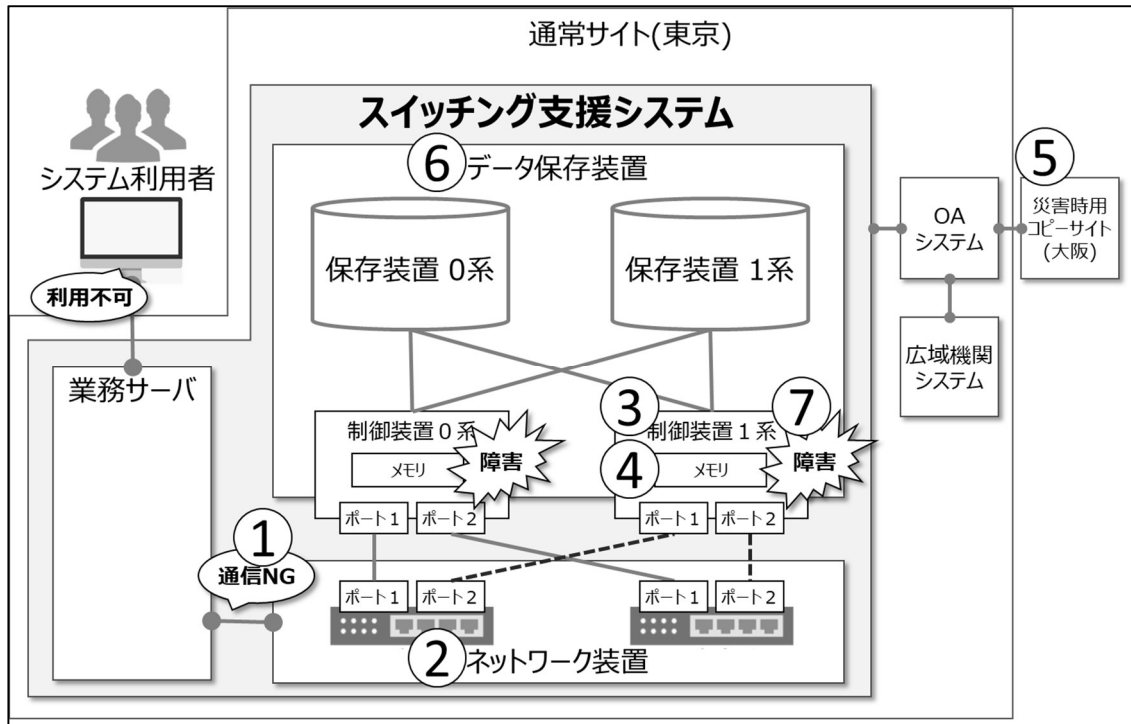 通常サイト(東京)
スイッチング支援システム
システム利用者
利用不可
⑥データ保存装置
保存装置 0系
保存装置 1系
OA
システム
⑤
災害時用
コピーサイト
(大阪)
広域機関
システム
業務サーバ
制御装置0系
メモリ
障害
③
制御装置1系
⑦
④
メモリ
障害
ポート1
ポート2
ポート1
ポート2
①
通信NG
ポート1
ポート2
ポート1
ポート2
②ネットワーク装置